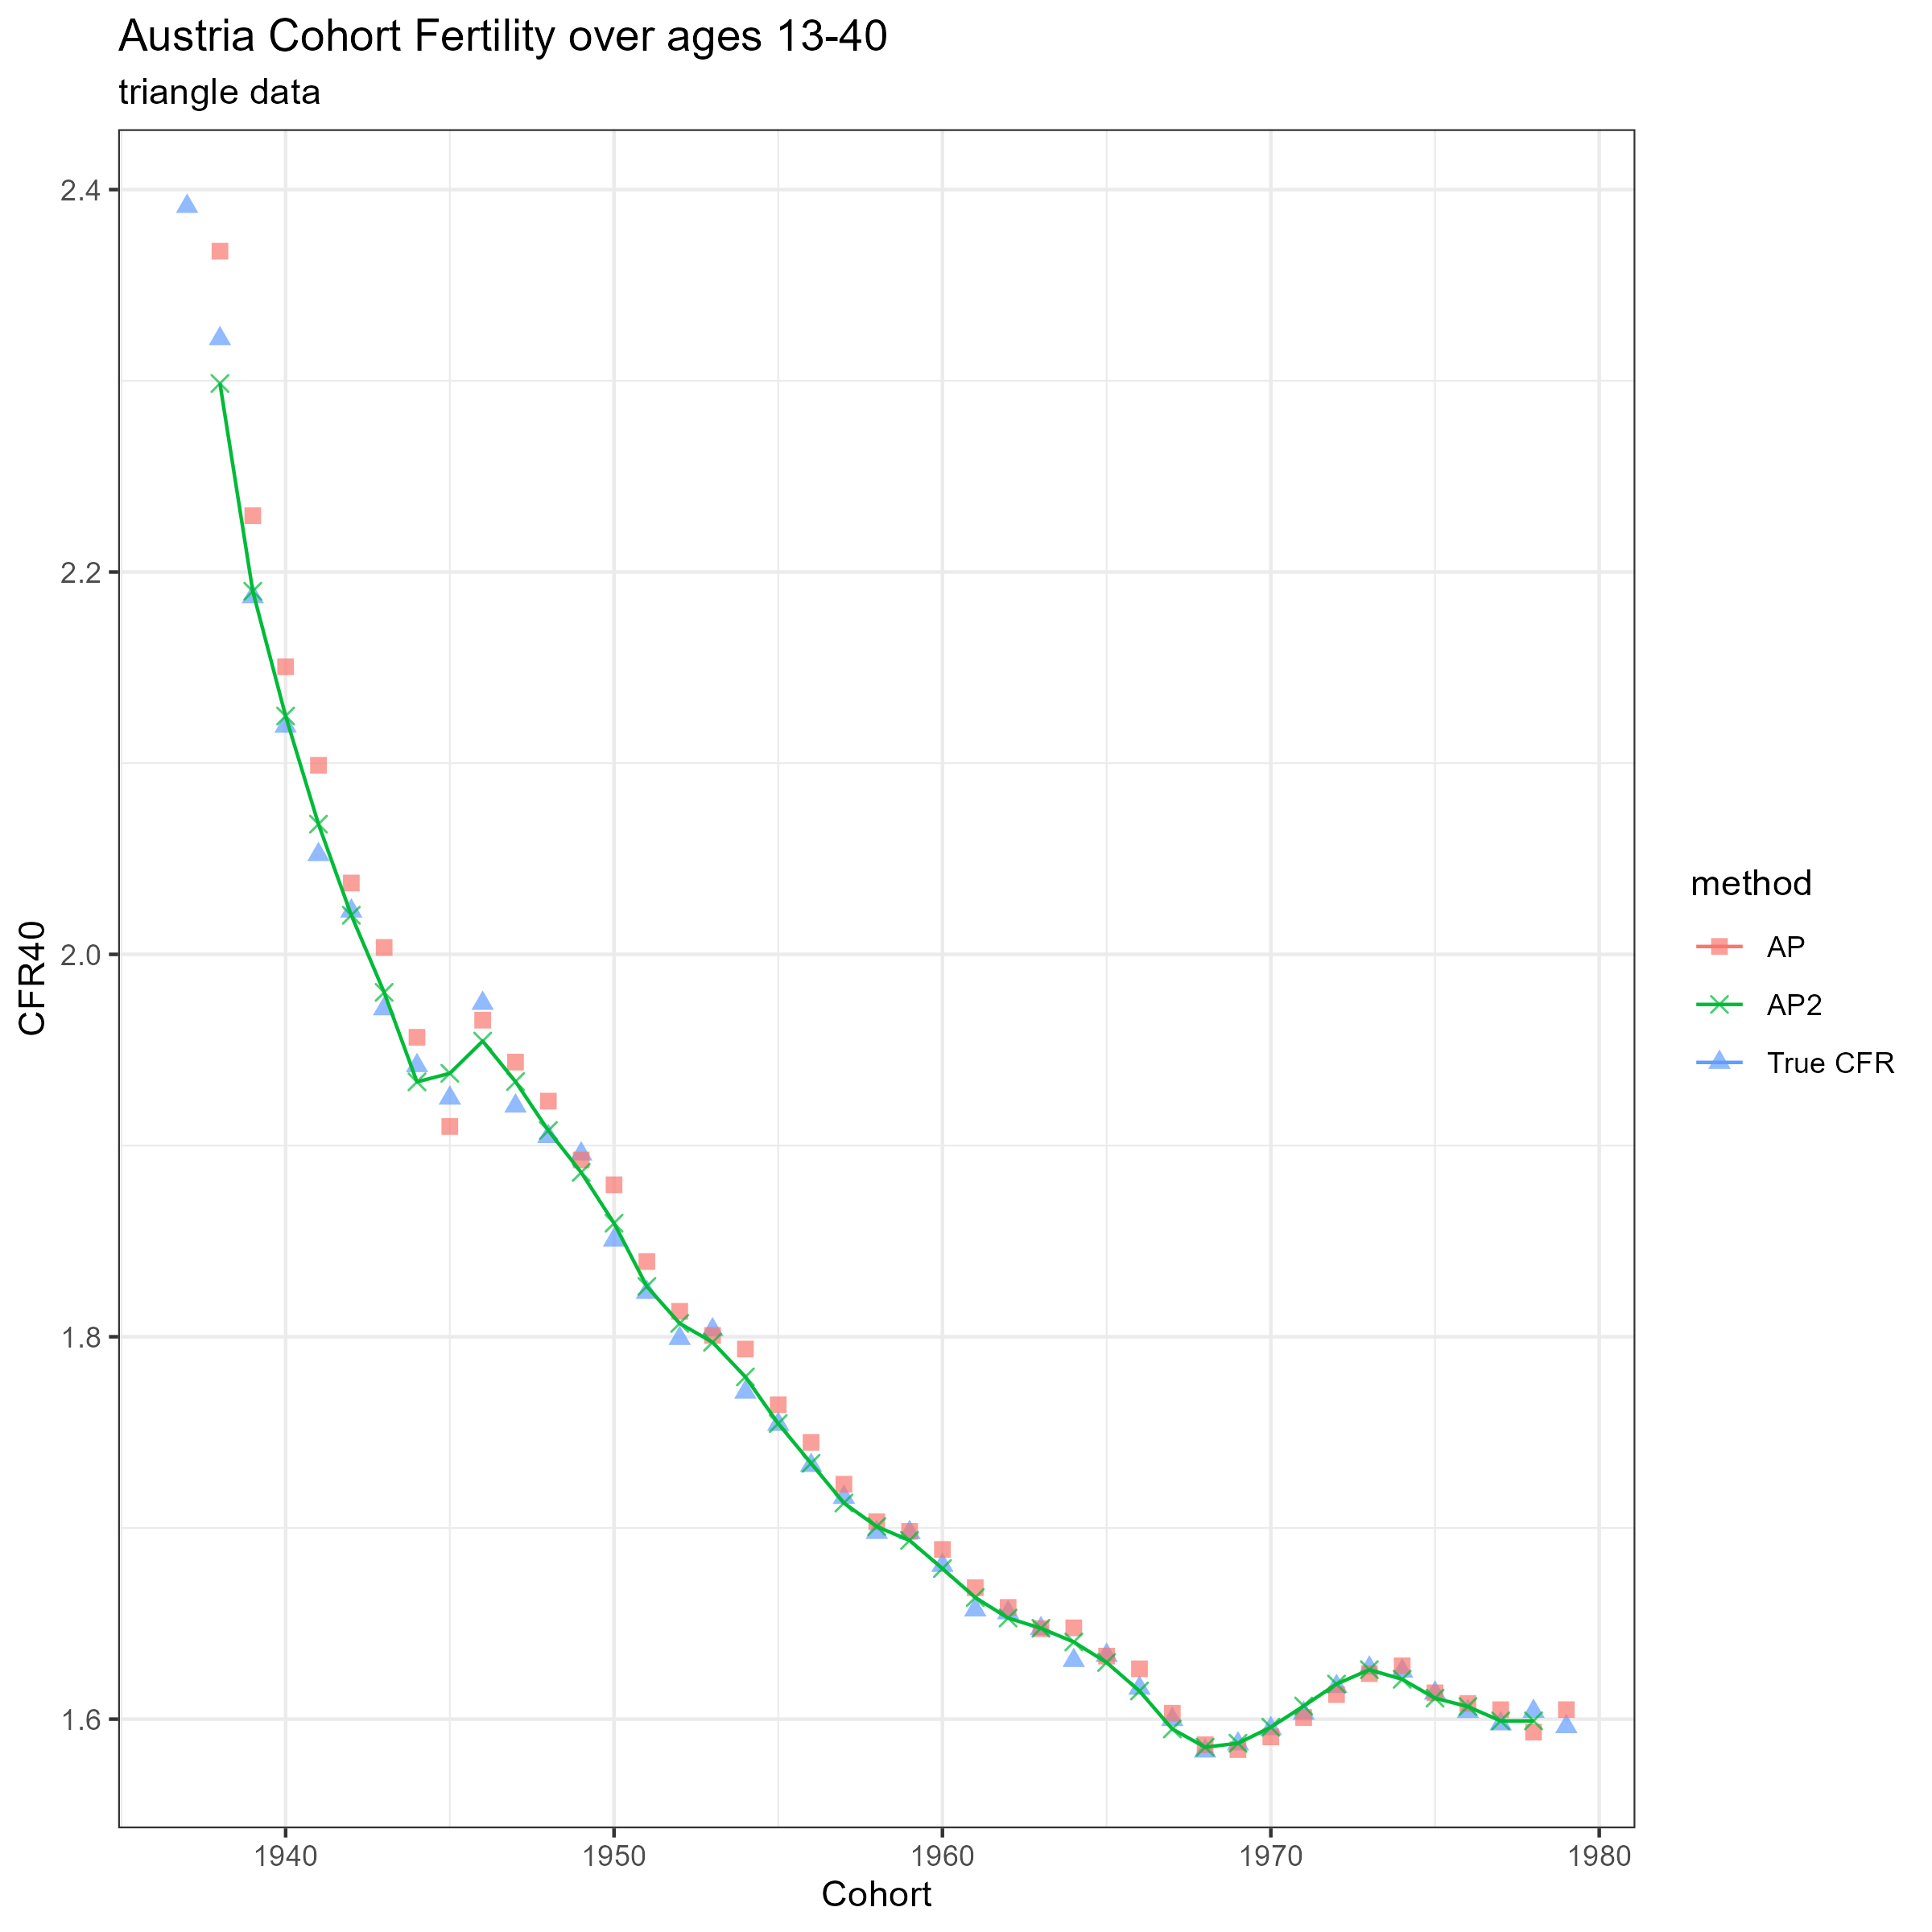 Austria Cohort Fertility over ages 13-40
triangle data
2.4
2.2
2.0
1.8
1.6
CFR40
1940 1950 1960 1970 1980
Cohort
method
AP
AP2
True CFR